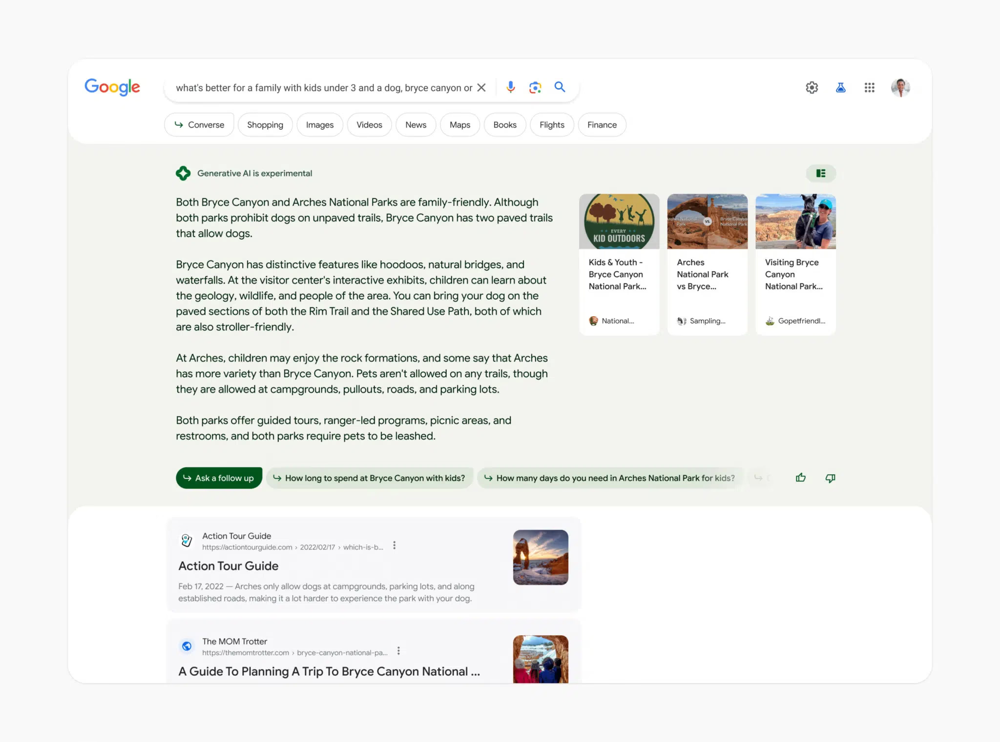 Google
what's better for a family with kids under 3 and a dog, bryce canyon or
Converse
Shopping
Images
Videos
News
Maps
Books
Flights
Finance
Generative AI is experimental
Both Bryce Canyon and Arches National Parks are family-friendly. Although
both parks prohibit dogs on unpaved trails, Bryce Canyon has two paved trails
that allow dogs.
Bryce Canyon has distinctive features like hoodoos, natural bridges, and
waterfalls. At the visitor center's interactive exhibits, children can learn about
the geology, wildlife, and people of the area. You can bring your dog on the
paved sections of both the Rim Trail and the Shared Use Path, both of which
are also stroller-friendly.
At Arches, children may enjoy the rock formations, and some say that Arches
has more variety than Bryce Canyon. Pets aren't allowed on any trails, though
they are allowed at campgrounds, pullouts, roads, and parking lots.
Both parks offer guided tours, ranger-led programs, picnic areas, and
restrooms, and both parks require pets to be leashed.
EVERY
KID OUTDOORS
Kids & Youth -
Bryce Canyon
National Park...
National...
Arches National
Park
vs.
Bryce Canyon
National Park
Arches
National Park
vs Bryce...
Sampling...
Visiting Bryce
Canyon
National Park...
Gopetfriendl...
Ask a follow up
How long to spend at Bryce Canyon with kids?
How many days do you need in Arches National Park for kids?
Action Tour Guide
https://actiontourguide.com › 2022/02/17 › which-is-b...
Action Tour Guide
Feb 17, 2022 — Arches only allow dogs at campgrounds, parking lots, and along
established roads, making it a lot harder to experience the park with your dog.
The MOM Trotter
https://themomtrotter.com › bryce-canyon-national-pa...
A Guide To Planning A Trip To Bryce Canyon National ...